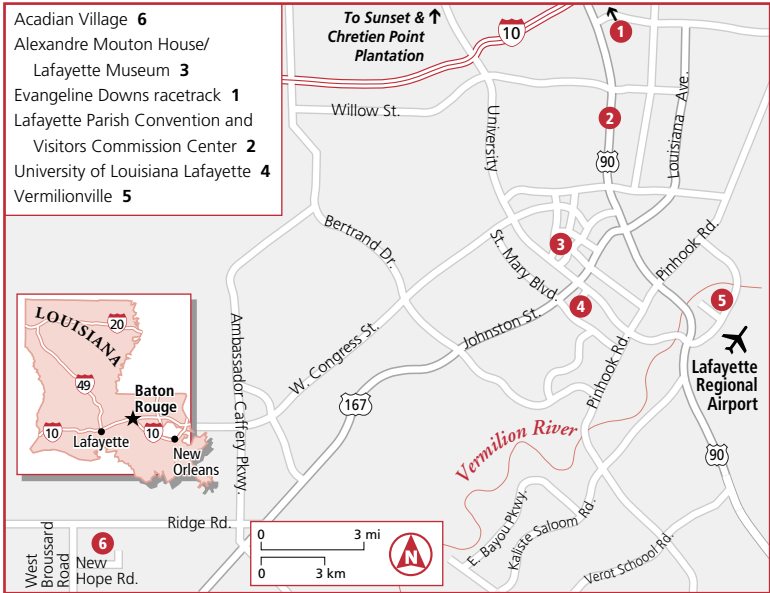 Acadian Village 6
Alexandre Mouton House/
Lafayette Museum 3
Evangeline Downs racetrack 1
Lafayette Parish Convention and
Visitors Commission Center 2
University of Louisiana Lafayette 4
Vermilionville 5
To Sunset &
Chretien Point
Plantation
10
1
Willow St.
University
2
Louisiana Ave.
90
Bertrand Dr.
St. Mary Blvd.
3
Pinhook Rd.
4
5
Johnston St.
Lafayette
Regional
Airport
Ambassador Caffery Pkwy.
W. Congress St.
167
Pinhook Rd.
Vermilion River
90
LOUISIANA
20
49
Baton
Rouge
10
Lafayette
10
New
Orleans
Ridge Rd.
6
West
Broussard
Road
New
Hope Rd.
0
3 mi
0
3 km
N
E. Bayou Pkwy.
Kaliste Saloom Rd.
Verot Schoool Rd.